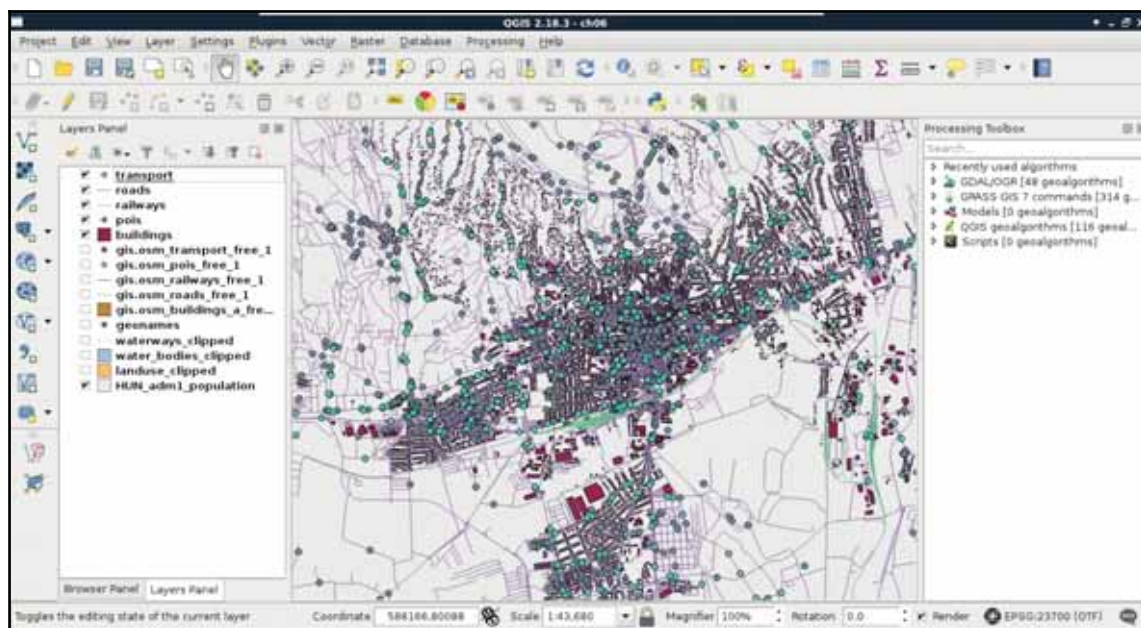 QGIS 2.18.3 - ch06
Project Edit View Layer Settings Plugins Vector Raster Database Processing Help
Layers Panel
transport
roads
railways
pois
buildings
gis.osm_transport_free_1
gis.osm_pois_free_1
gis.osm_railways_free_1
gis.osm_roads_free_1
gis.osm_buildings_a_fre...
geonames
waterways_clipped
water_bodies_clipped
landuse_clipped
HUN_adm1_population
Browser Panel Layers Panel
Processing Toolbox
Search...
Recently used algorithms
GDAL/OGR [48 geoalgorithms]
GRASS GIS 7 commands [314 g...
Models [0 geoalgorithms]
QGIS geoalgorithms [116 geoal...
Scripts [0 geoalgorithms]
Toggles the editing state of the current layer Coordinate 586166,80088 Scale 1:43,680 Magnifier 100% Rotation 0.0 Render EPSG:23700 (OTF)